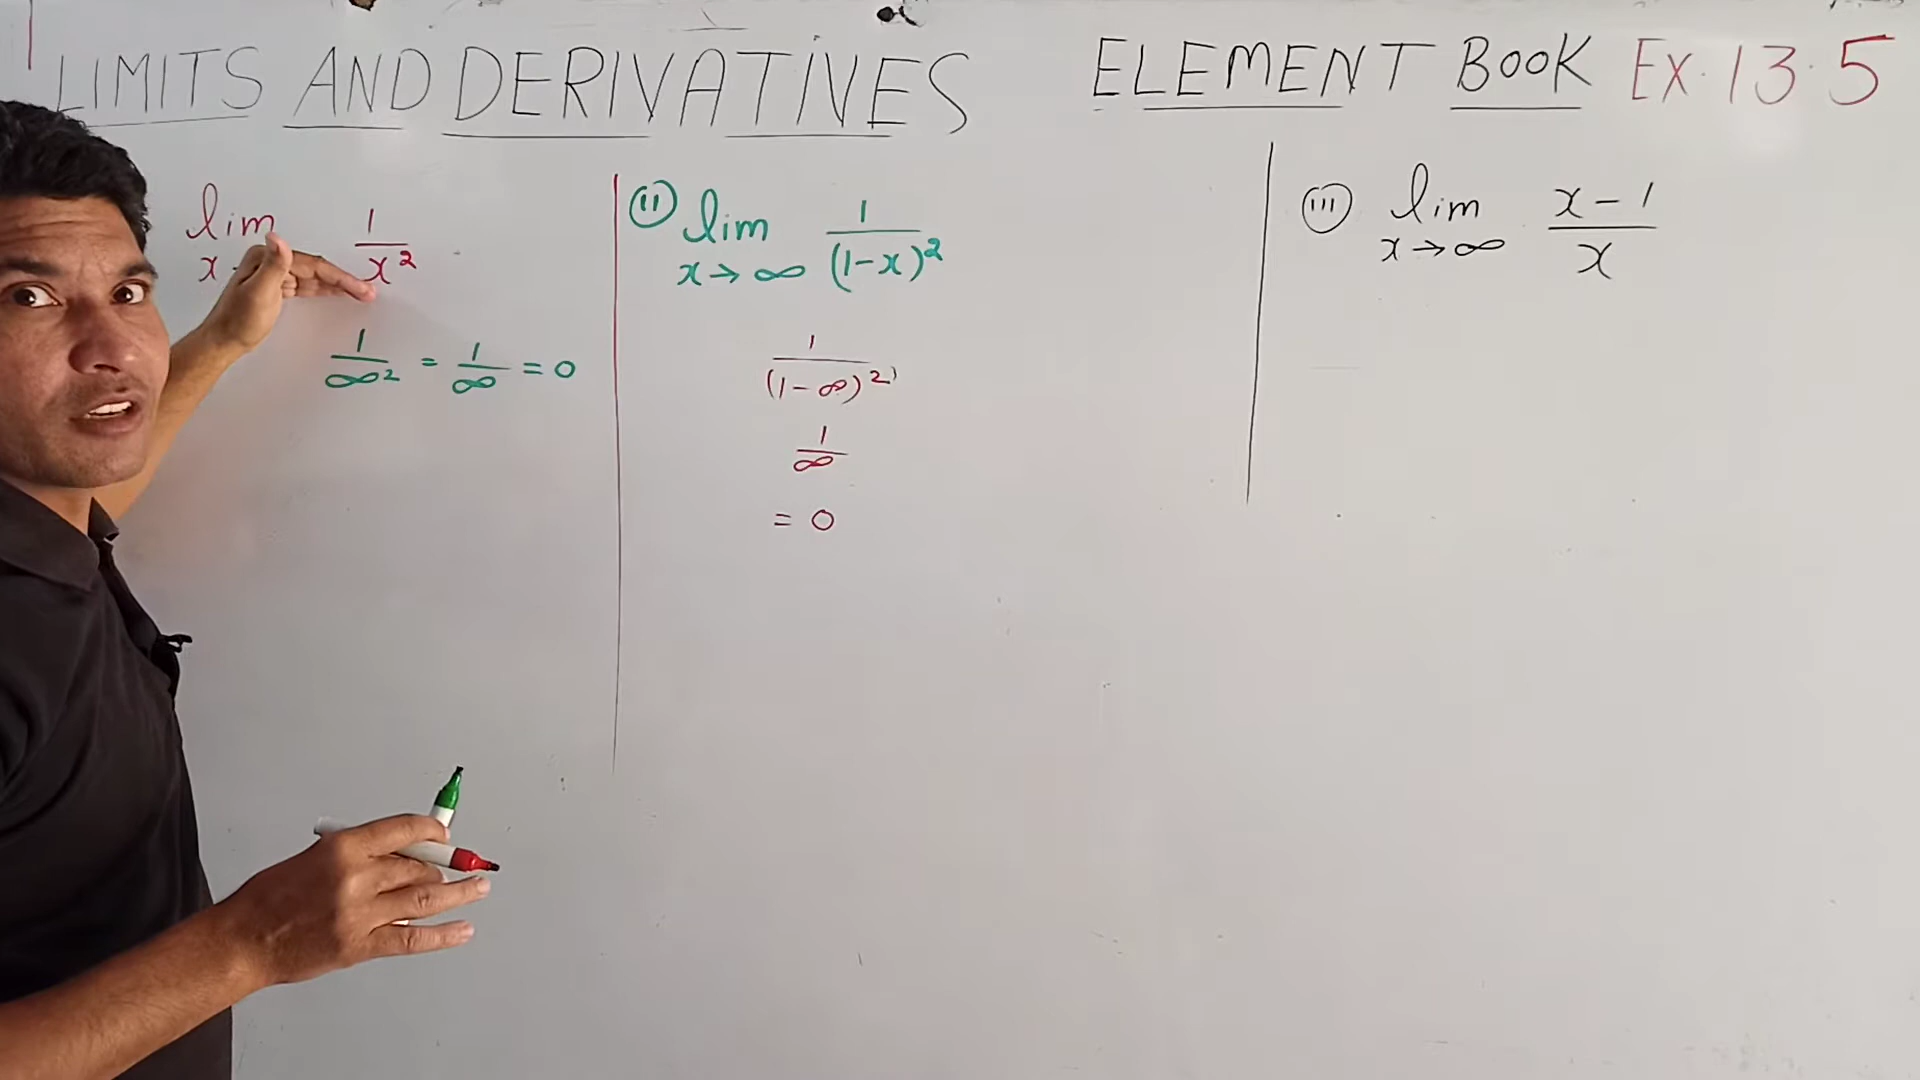 LIMITS AND DERIVATIVES
ELEMENT BOOK EX. 13.5
lim x → 1/x²
1/∞² = 1/∞ = 0
(ii) lim x→∞ 1/(1-x)²
1/(1-∞)²
1/∞
= 0
(iii) lim x→∞ (x-1)/x